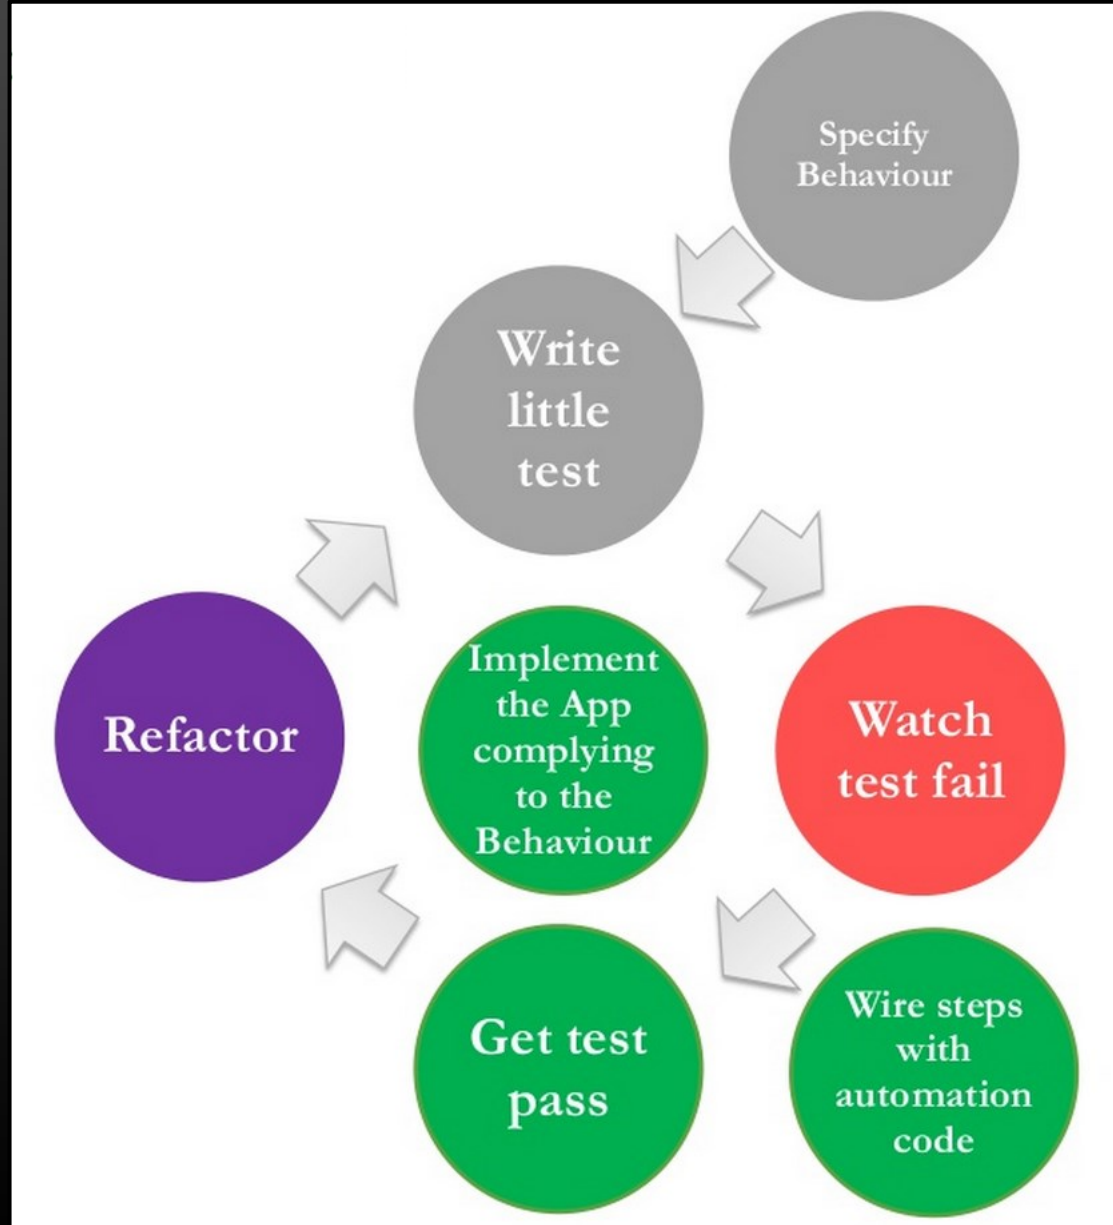 Specify
Behaviour
Write
little
test
Refactor
Implement
the App
complying
to the
Behaviour
Watch
test fail
Get test
pass
Wire steps
with
automation
code